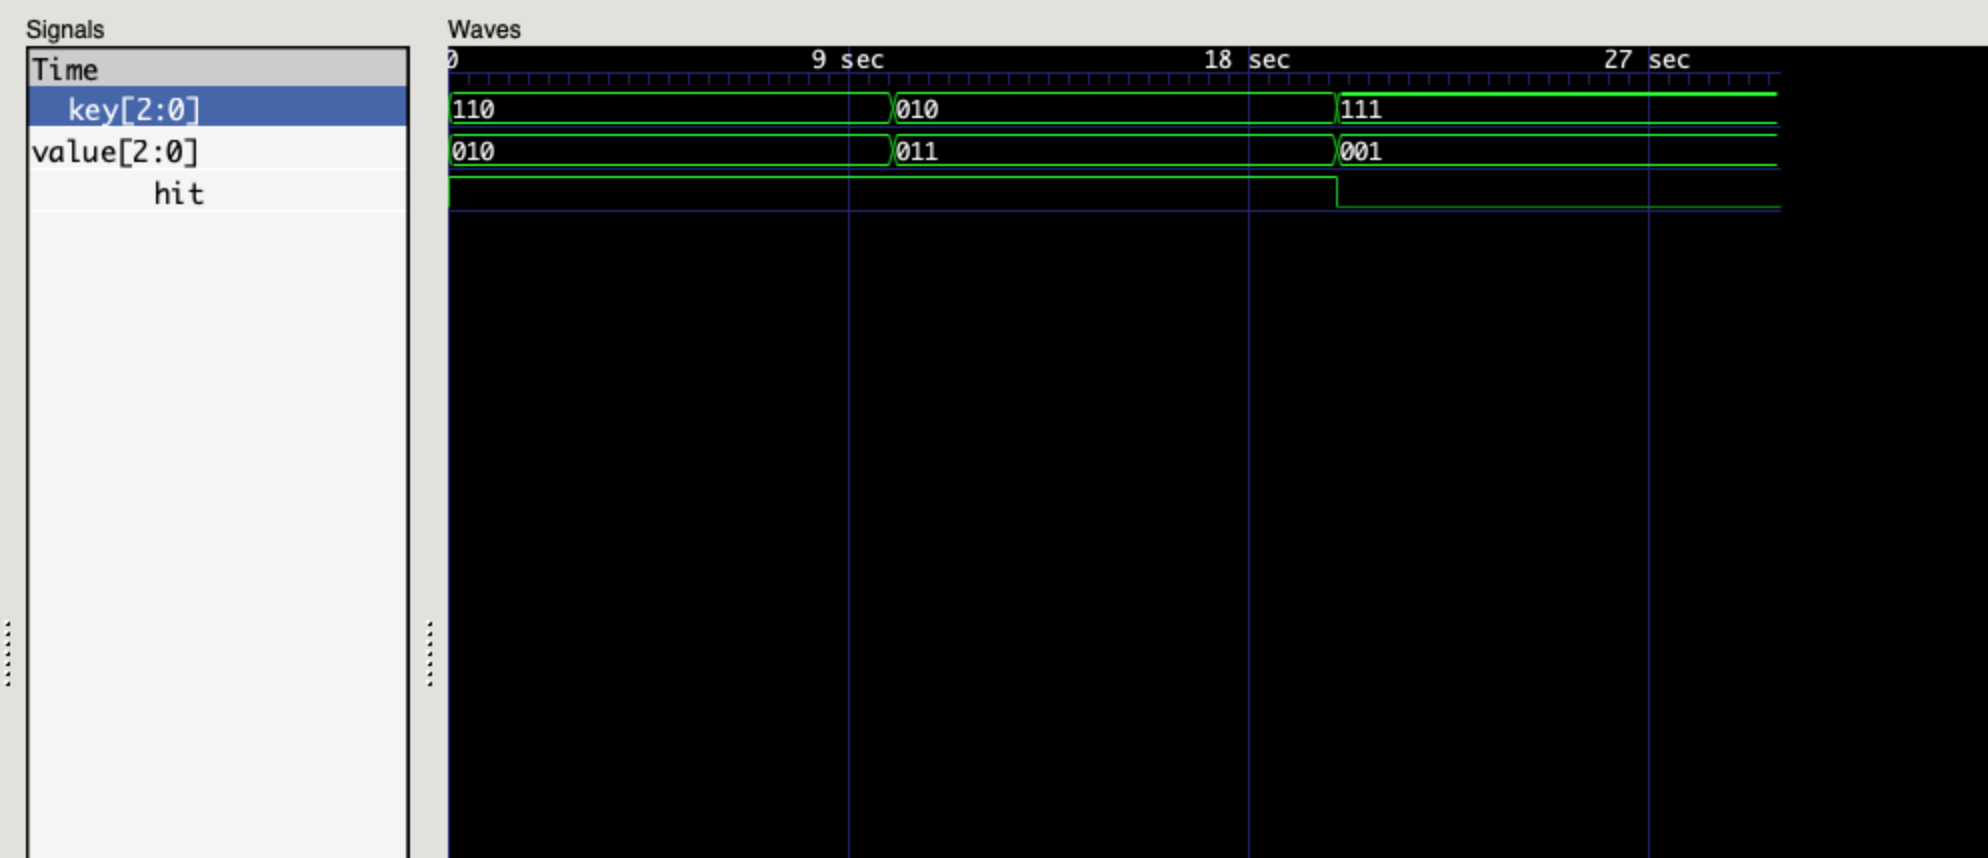 Signals
Waves
Time
0 9 sec 18 sec 27 sec
key[2:0]
110 010 111
value[2:0]
010 011 001
hit